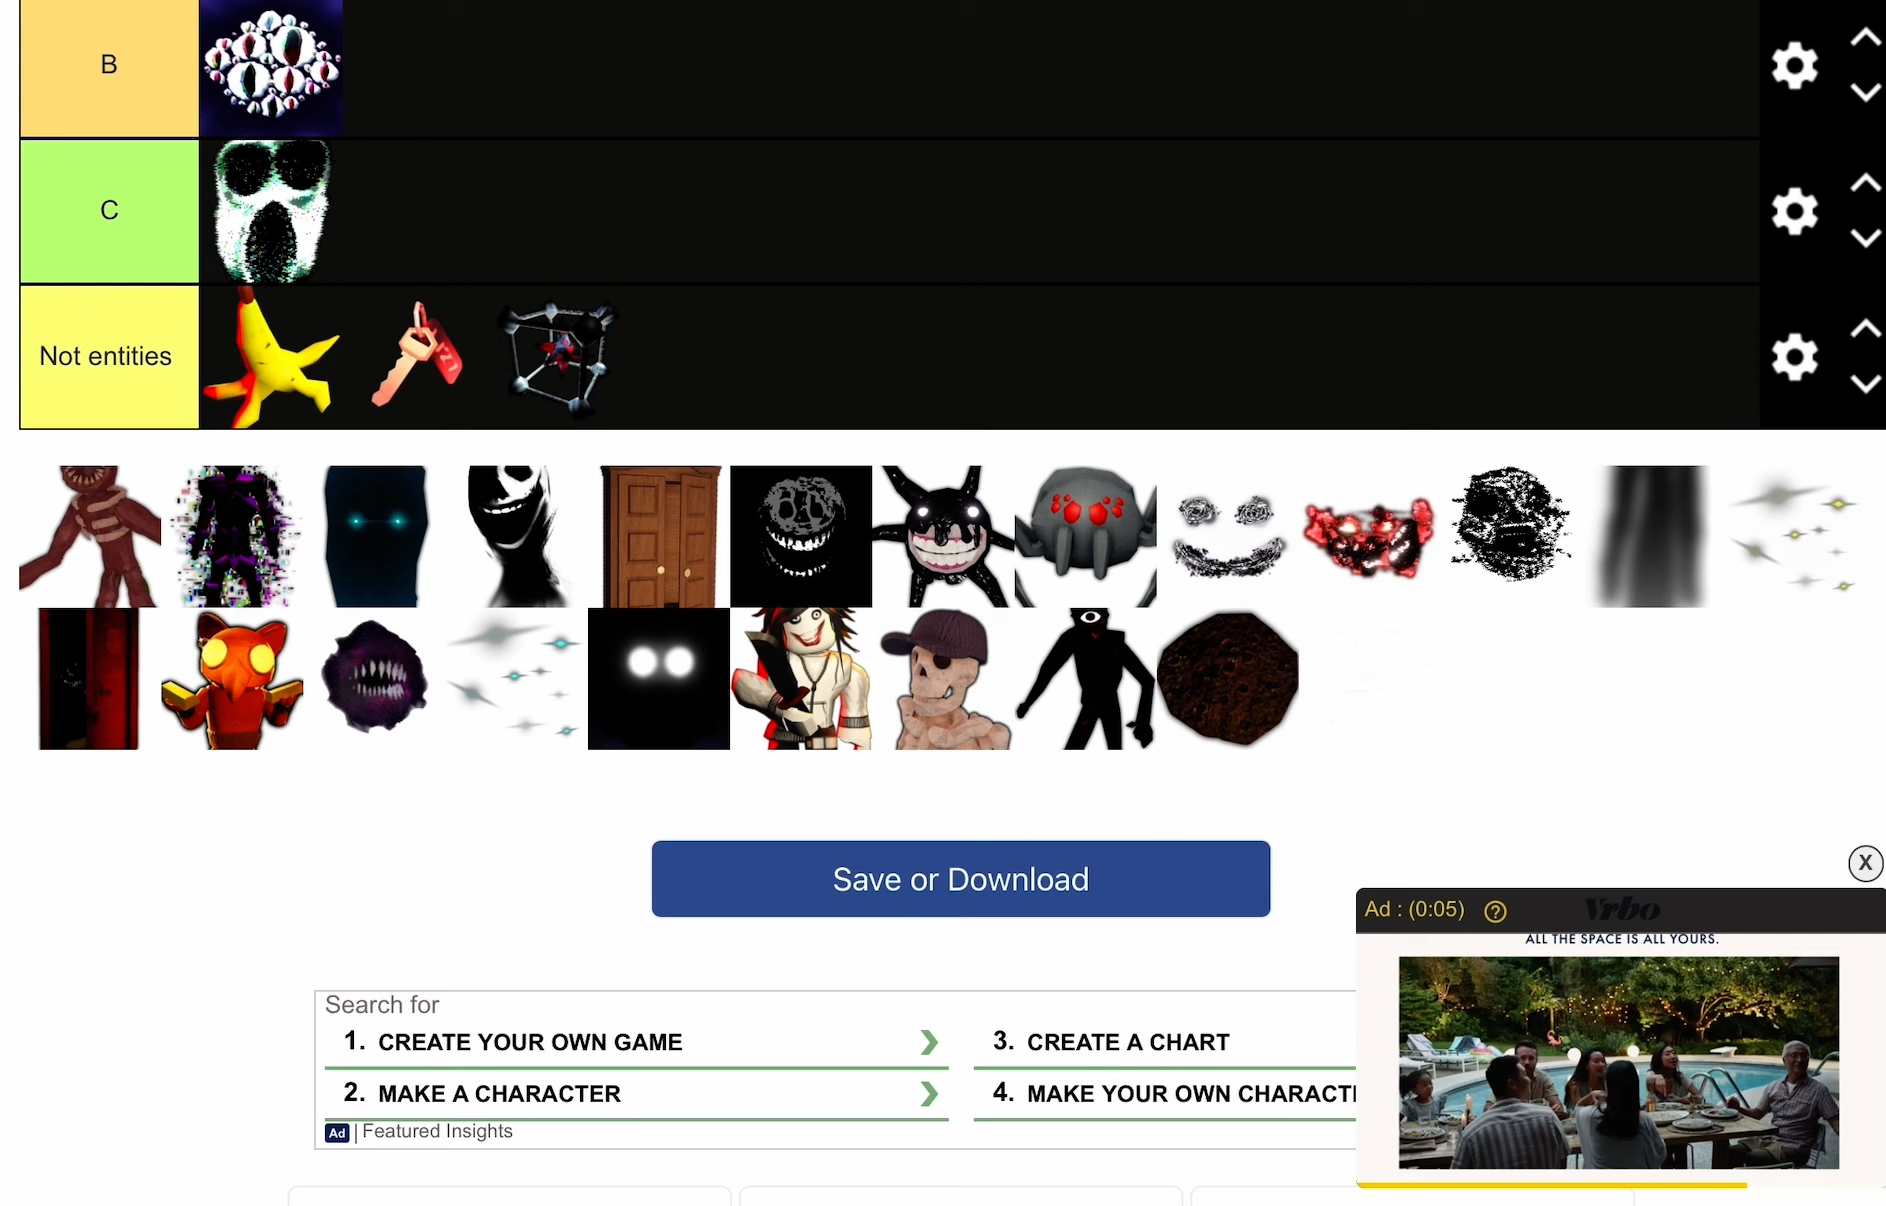 B
C
Not entities
Save or Download
X
Ad : (0:05) ?
Vrbo
ALL THE SPACE IS ALL YOURS.
Search for
1. CREATE YOUR OWN GAME
2. MAKE A CHARACTER
3. CREATE A CHART
4. MAKE YOUR OWN CHARACT
Ad | Featured Insights